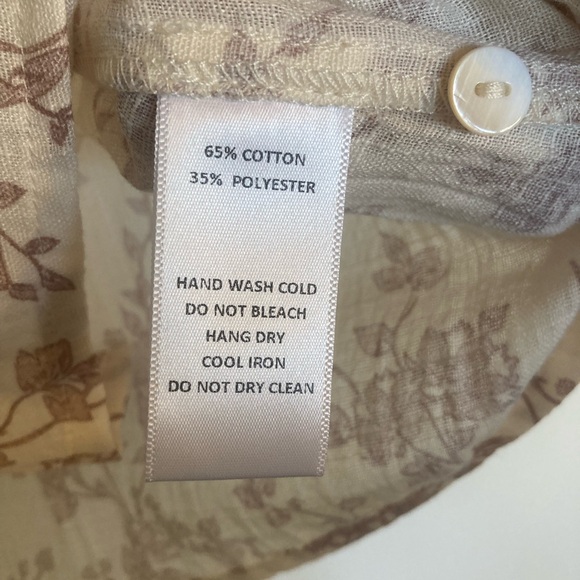 65% COTTON
35% POLYESTER
HAND WASH COLD
DO NOT BLEACH
HANG DRY
COOL IRON
DO NOT DRY CLEAN